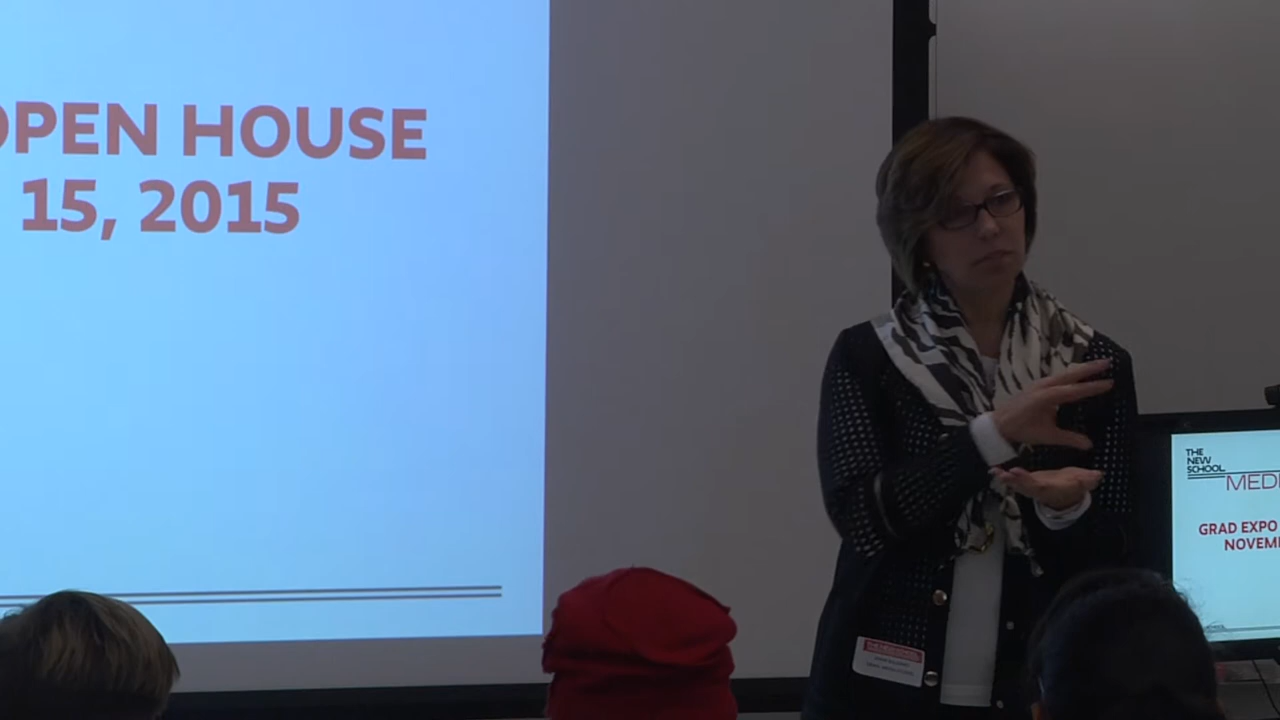 OPEN HOUSE
15, 2015
THE
NEW
SCHOOL
MEDI
GRAD EXPO
NOVEM